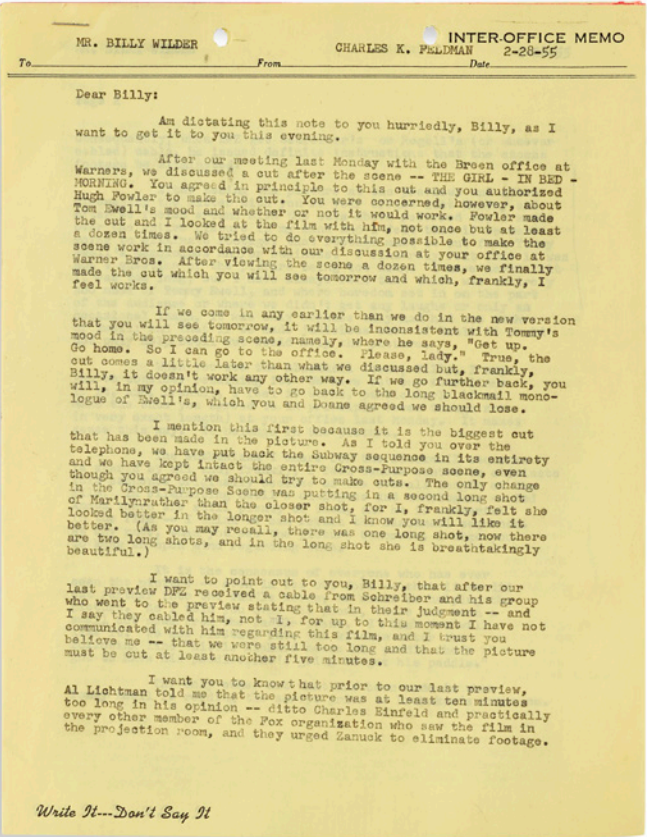 INTER-OFFICE MEMO
MR. BILLY WILDER CHARLES K. FELDMAN 2-28-55
To From Date
Dear Billy:
Am dictating this note to you hurriedly, Billy, as I
want to get it to you this evening.
After our meeting last Monday with the Breen office at
Warners, we discussed a cut after the scene -- THE GIRL - IN BED -
MORNING. You agreed in principle to this cut and you authorized
Hugh Fowler to make the cut. You were concerned, however, about
Tom Ewell's mood and whether or not it would work. Fowler made
the cut and I looked at the film with him, not once but at least
a dozen times. We tried to do everything possible to make the
scene work in accordance with our discussion at your office at
Warner Bros. After viewing the scene a dozen times, we finally
made the cut which you will see tomorrow and which, frankly, I
feel works.
If we come in any earlier than we do in the new version
that you will see tomorrow, it will be inconsistent with Tommy's
mood in the preceding scene, namely, where he says, "Get up.
Go home. So I can go to the office. Please, lady." True, the
cut comes a little later than what we discussed but, frankly,
Billy, it doesn't work any other way. If we go further back, you
will, in my opinion, have to go back to the long blackmail mono-
logue of Ewell's, which you and Doane agreed we should lose.
I mention this first because it is the biggest cut
that has been made in the picture. As I told you over the
telephone, we have put back the Subway sequence in its entirety
and we have kept intact the entire Cross-Purpose scene, even
though you agreed we should try to make cuts. The only change
in the Cross-Purpose Scene was putting in a second long shot
of Marilynrather than the closer shot, for I, frankly, felt she
looked better in the longer shot and I know you will like it
better. (As you may recall, there was one long shot, now there
are two long shots, and in the long shot she is breathtakingly
beautiful.)
I want to point out to you, Billy, that after our
last preview DFZ received a cable from Schreiber and his group
who went to the preview stating that in their judgment -- and
I say they cabled him, not I, for up to this moment I have not
communicated with him regarding this film, and I trust you
believe me -- that we were still too long and that the picture
must be cut at least another five minutes.
I want you to know that prior to our last preview,
Al Lichtman told me that the picture was at least ten minutes
too long in his opinion -- ditto Charles Einfeld and practically
every other member of the Fox organization who saw the film in
the projection room, and they urged Zanuck to eliminate footage.
Write It---Don't Say It